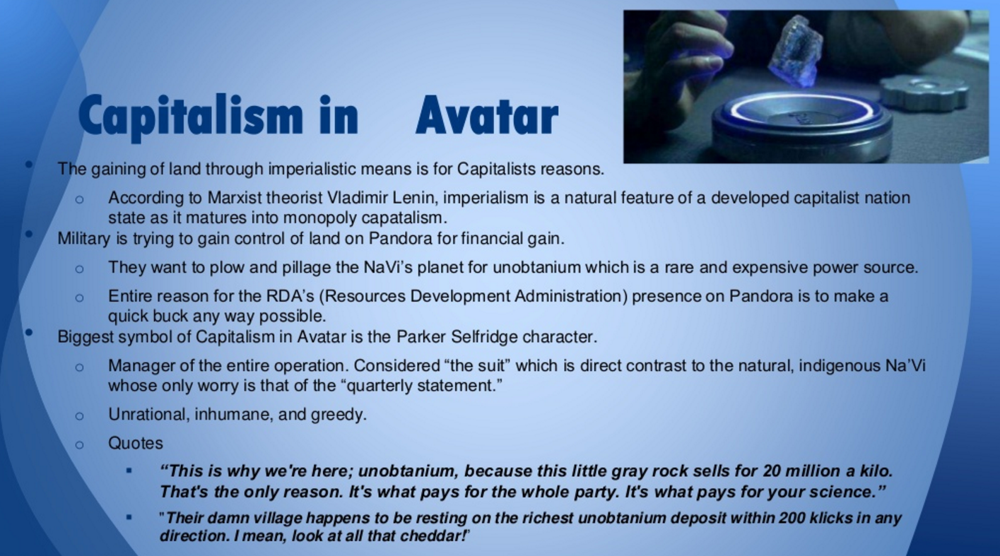 Capitalism in Avatar
• The gaining of land through imperialistic means is for Capitalists reasons.
o According to Marxist theorist Vladimir Lenin, imperialism is a natural feature of a developed capitalist nation
state as it matures into monopoly capatalism.
• Military is trying to gain control of land on Pandora for financial gain.
o They want to plow and pillage the NaVi’s planet for unobtanium which is a rare and expensive power source.
o Entire reason for the RDA’s (Resources Development Administration) presence on Pandora is to make a
quick buck any way possible.
• Biggest symbol of Capitalism in Avatar is the Parker Selfridge character.
o Manager of the entire operation. Considered “the suit” which is direct contrast to the natural, indigenous Na’Vi
whose only worry is that of the “quarterly statement.”
o Unrational, inhumane, and greedy.
o Quotes
▪ “This is why we're here; unobtanium, because this little gray rock sells for 20 million a kilo.
That's the only reason. It's what pays for the whole party. It's what pays for your science.”
▪ "Their damn village happens to be resting on the richest unobtanium deposit within 200 klicks in any
direction. I mean, look at all that cheddar!”